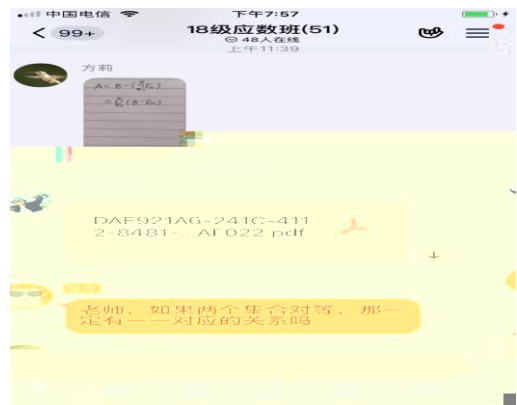 中国电信
下午7:57
< 99+
18级应数班(51)
48人在线
上午11:39
方莉
DAF921A6-241C-411
2-8481-...AF022.pdf
老师，如果两个集合对等，那一
定有一一对应的关系吗